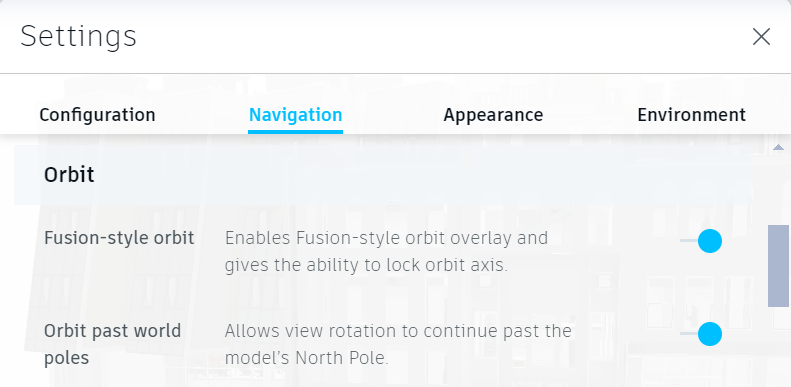 Settings
Configuration
Navigation
Appearance
Environment
Orbit
Fusion-style orbit
Enables Fusion-style orbit overlay and
gives the ability to lock orbit axis.
Orbit past world
poles
Allows view rotation to continue past the
model's North Pole.